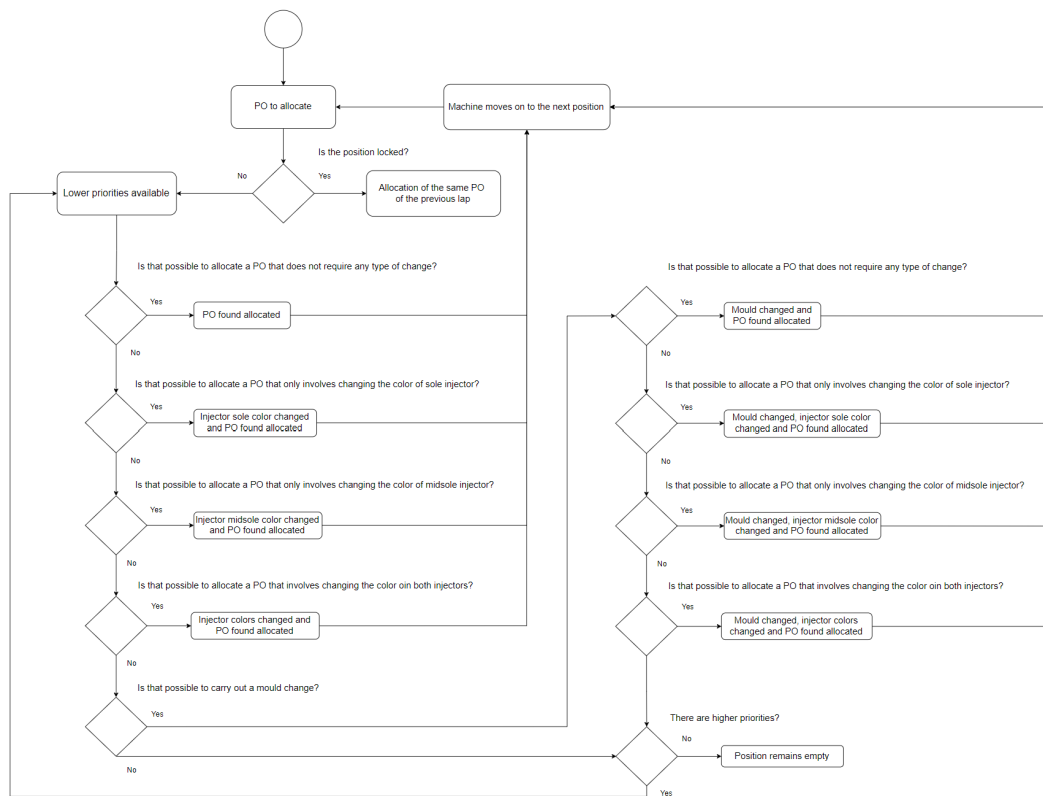 PO to allocate
Machine moves on to the next position
Is the position locked?
No
Yes
Lower priorities available
Allocation of the same PO
of the previous lap
Is that possible to allocate a PO that does not require any type of change?
Yes
PO found allocated
No
Is that possible to allocate a PO that only involves changing the color of sole injector?
Yes
Injector sole color changed
and PO found allocated
No
Is that possible to allocate a PO that only involves changing the color of midsole injector?
Yes
Injector midsole color changed
and PO found allocated
No
Is that possible to allocate a PO that involves changing the color oin both injectors?
Yes
Injector colors changed and
PO found allocated
No
Is that possible to carry out a mould change?
Yes
No
Is that possible to allocate a PO that does not require any type of change?
Yes
Mould changed and
PO found allocated
No
Is that possible to allocate a PO that only involves changing the color of sole injector?
Yes
Mould changed, injector sole color
changed and PO found allocated
No
Is that possible to allocate a PO that only involves changing the color of midsole injector?
Yes
Mould changed, injector midsole color
changed and PO found allocated
No
Is that possible to allocate a PO that involves changing the color oin both injectors?
Yes
Mould changed, injector colors
changed and PO found allocated
There are higher priorities?
No
Position remains empty
Yes